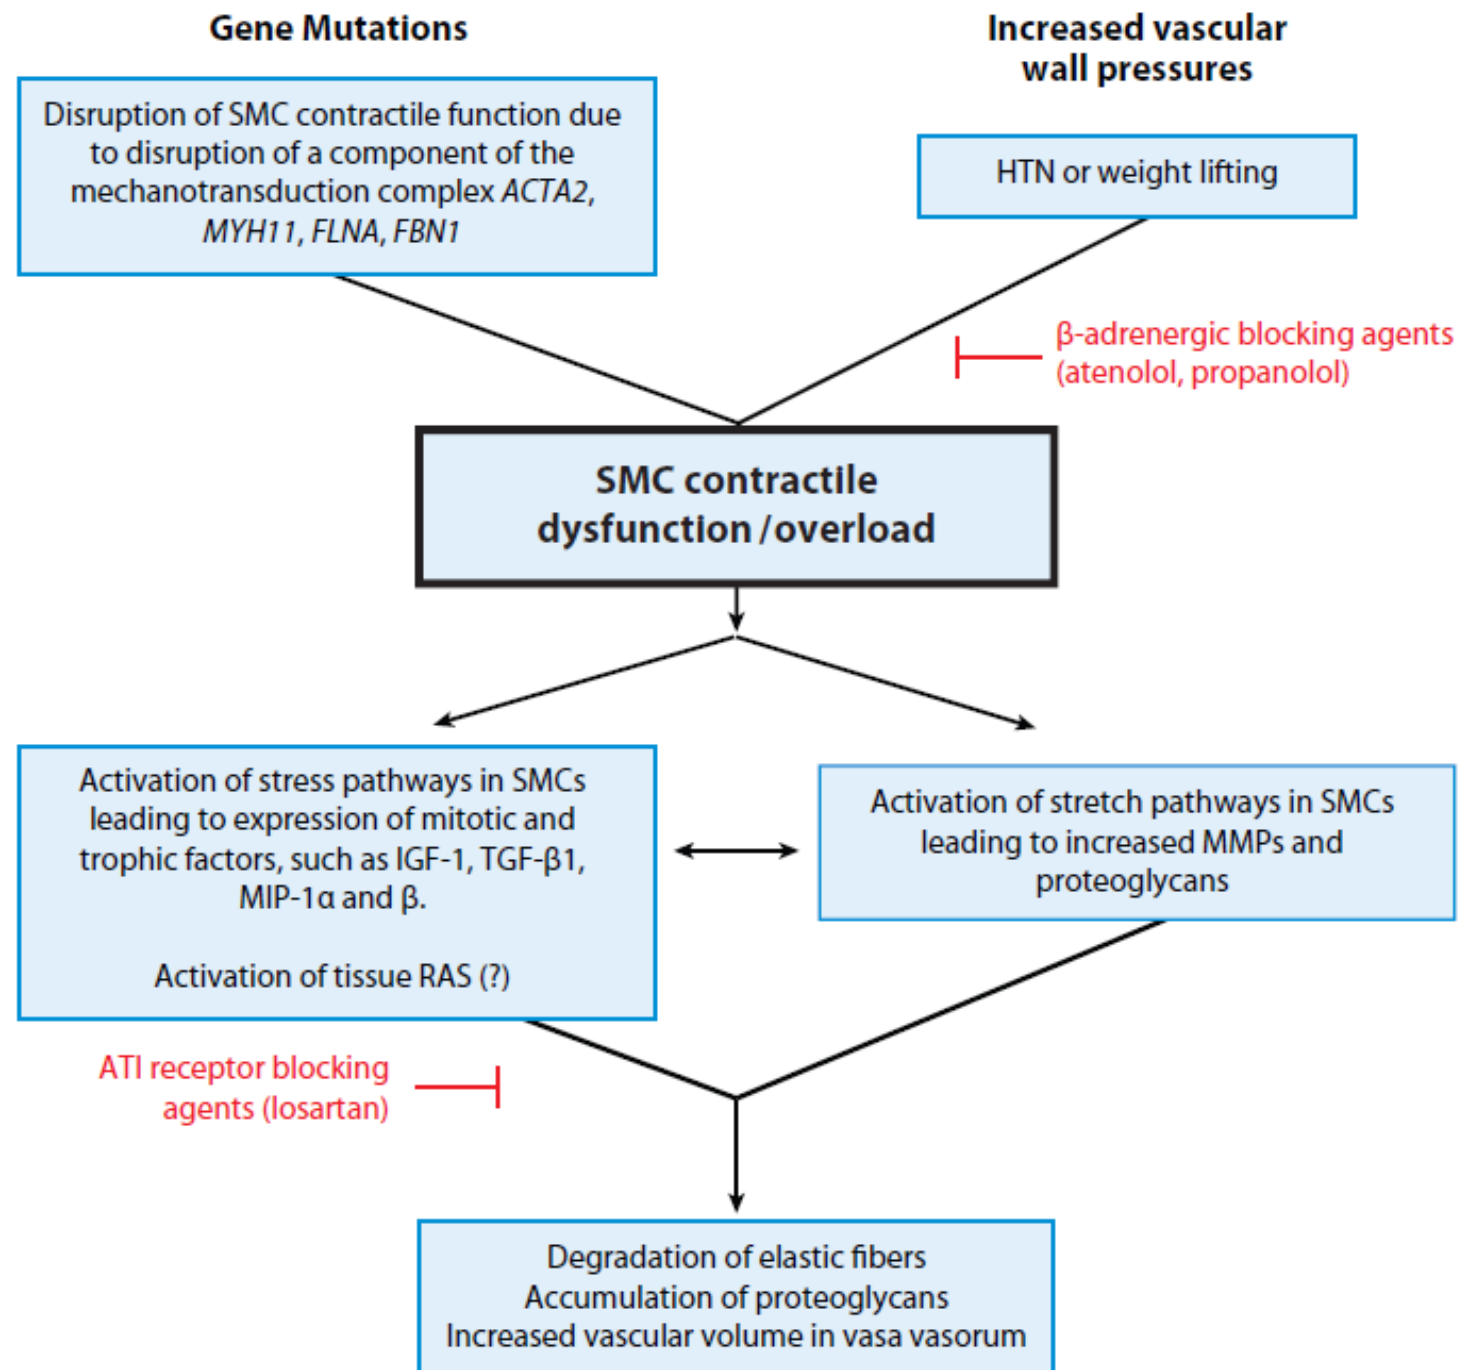 Gene Mutations
Increased vascular
wall pressures
Disruption of SMC contractile function due
to disruption of a component of the
mechanotransduction complex ACTA2,
MYH11, FLNA, FBN1
HTN or weight lifting
β-adrenergic blocking agents
(atenolol, propanolol)
SMC contractile
dysfunction/overload
Activation of stress pathways in SMCs
leading to expression of mitotic and
trophic factors, such as IGF-1, TGF-β1,
MIP-1α and β.
Activation of tissue RAS (?)
Activation of stretch pathways in SMCs
leading to increased MMPs and
proteoglycans
ATI receptor blocking
agents (losartan)
Degradation of elastic fibers
Accumulation of proteoglycans
Increased vascular volume in vasa vasorum